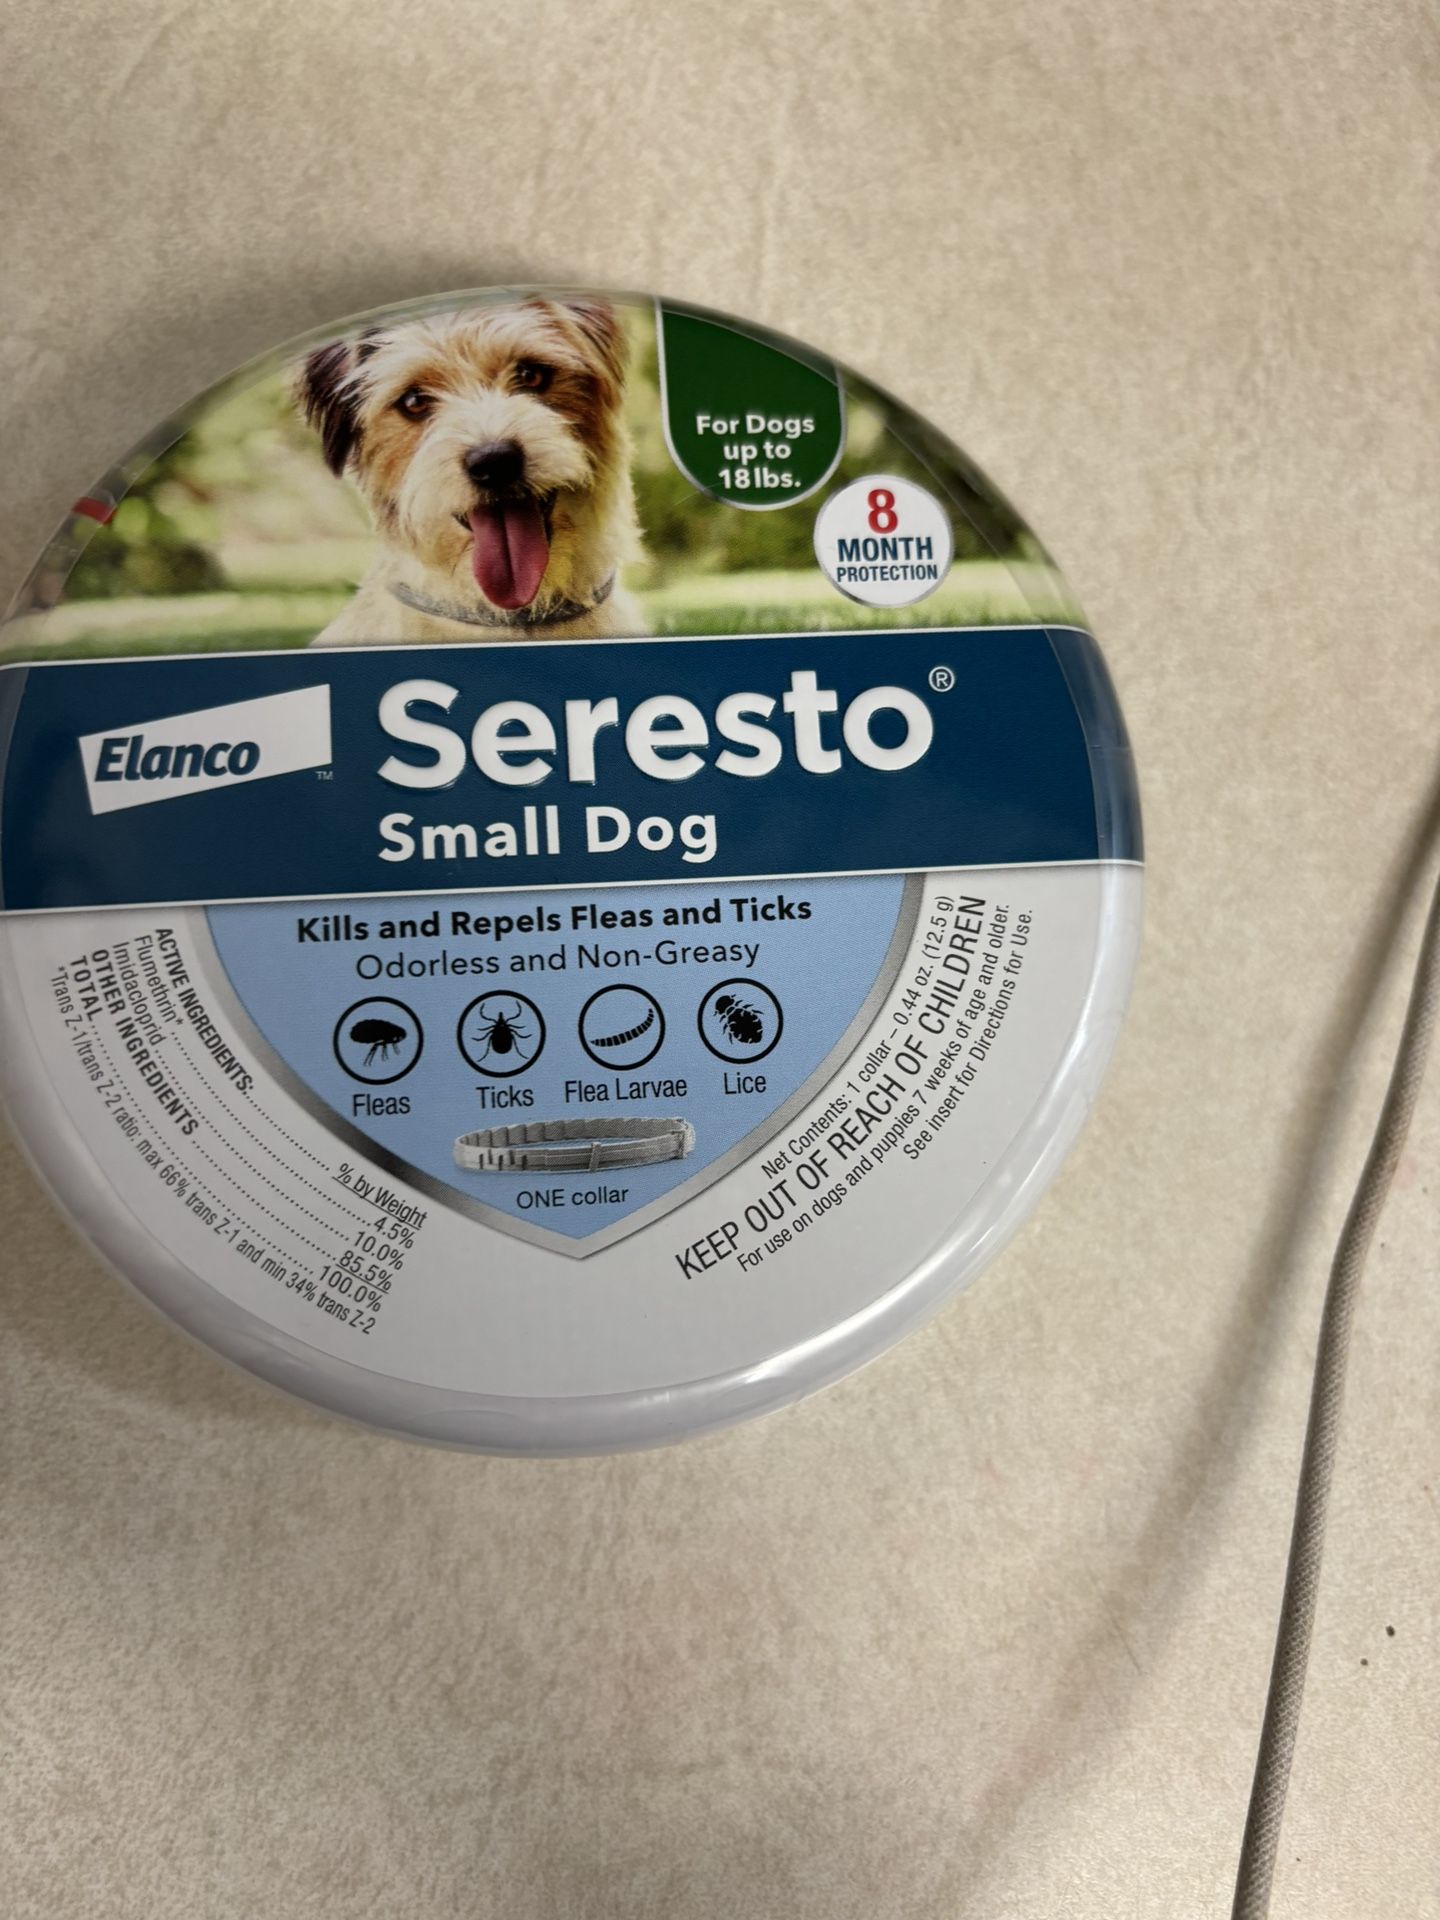 For Dogs
up to
18 lbs.
8
MONTH
PROTECTION
Elanco™
Seresto®
Small Dog
Kills and Repels Fleas and Ticks
Odorless and Non-Greasy
Fleas
Ticks
Flea Larvae
Lice
ONE collar
ACTIVE INGREDIENTS: % by Weight
Flumethrin* 4.5%
Imidacloprid 10.0%
OTHER INGREDIENTS 85.5%
TOTAL 100.0%
*Trans Z-1/trans Z-2 ratio: max 66% trans Z-1 and min 34% trans Z-2
Net Contents: 1 collar – 0.44 oz. (12.5 g)
KEEP OUT OF REACH OF CHILDREN
For use on dogs and puppies 7 weeks of age and older.
See insert for Directions for Use.